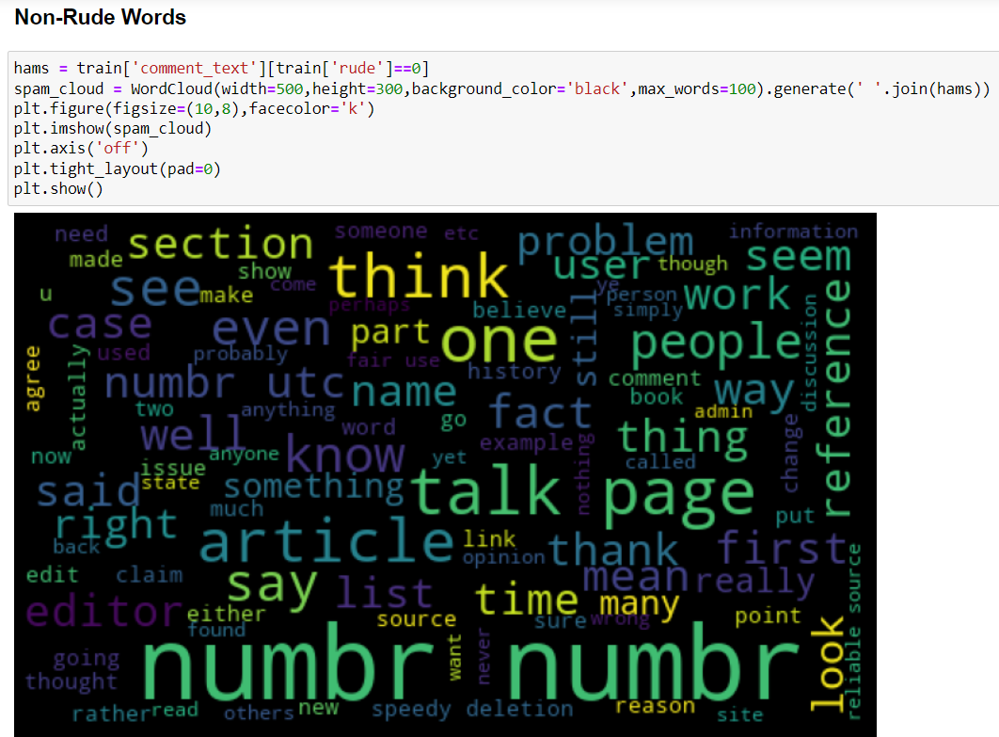 Non-Rude Words
hams = train['comment_text'][train['rude']==0]
spam_cloud = WordCloud(width=500,height=300,background_color='black',max_words=100).generate(' '.join(hams))
plt.figure(figsize=(10,8),facecolor='k')
plt.imshow(spam_cloud)
plt.axis('off')
plt.tight_layout(pad=0)
plt.show()
need
section
someone
etc
problem
information
made
show
think
user
though
seem
see
make
come
ye
person
work
u
perhaps
believe
still
simply
case
even
part
one
people
discussion
reference
used
probably
fair use
history
agree
actually
numbr utc
name
comment
book
way
two
anything
fact
admin
well
word
go
example
thing
change
now
anyone
know
yet
nothing
called
issue
state
said
something
talk page
right
much
put
back
article
link
opinion
thank
first
edit
claim
say
list
mean
really
editor
either
time
many
reliable source
found
source
sure
wrong
point
going
numbr numbr
want
never
look
thought
rather
read
others
new
speedy deletion
reason
site